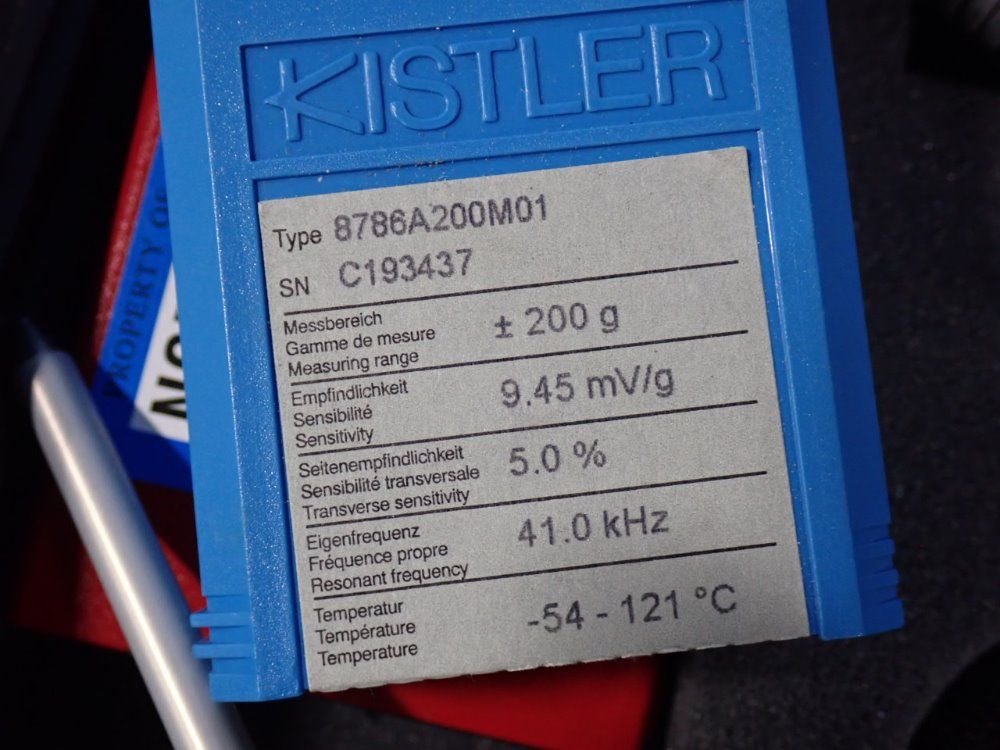 KISTLER
Type 8786A200M01
SN C193437
Messbereich
Gamme de mesure
Measuring range
± 200 g
Empfindlichkeit
Sensibilité
Sensitivity
9.45 mV/g
Seitenempfindlichkeit
Sensibilité transversale
Transverse sensitivity
5.0 %
Eigenfrequenz
Fréquence propre
Resonant frequency
41.0 kHz
Temperatur
Température
Temperature
-54 - 121 °C
PROPERTY